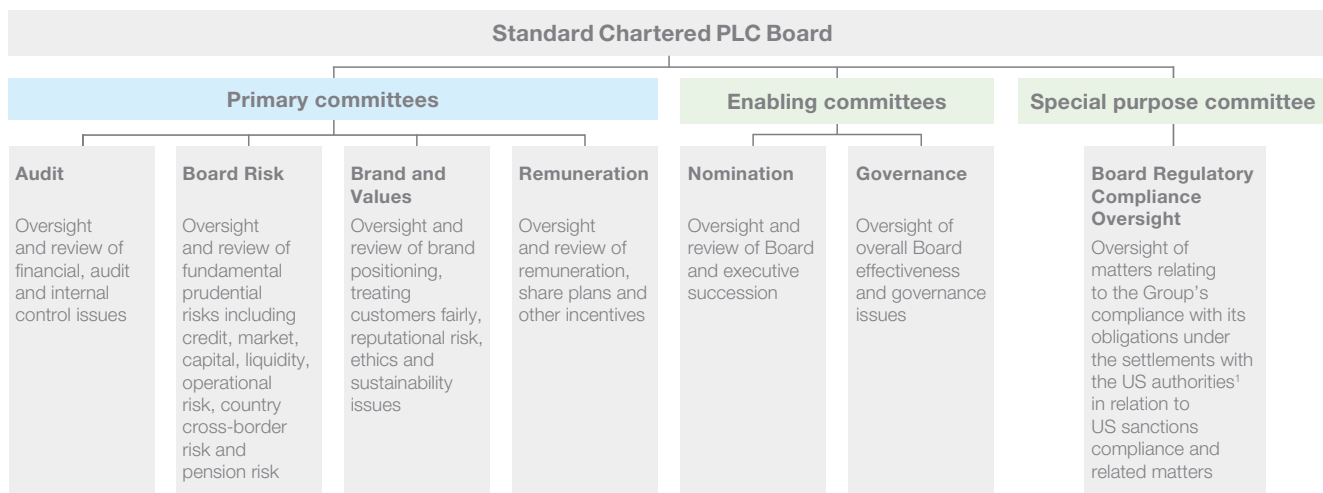 Standard Chartered PLC Board
Primary committees
Enabling committees
Special purpose committee
Audit
Oversight
and review of
financial, audit
and internal
control issues
Board Risk
Oversight
and review of
fundamental
prudential
risks including
credit, market,
capital, liquidity,
operational
risk, country
cross-border
risk and
pension risk
Brand and
Values
Oversight and
review of brand
positioning,
treating
customers fairly,
reputational risk,
ethics and
sustainability
issues
Remuneration
Oversight
and review of
remuneration,
share plans and
other incentives
Nomination
Oversight and
review of Board
and executive
succession
Governance
Oversight of
overall Board
effectiveness
and governance
issues
Board Regulatory
Compliance
Oversight
Oversight of
matters relating
to the Group's
compliance with its
obligations under
the settlements with
the US authorities¹
in relation to
US sanctions
compliance and
related matters